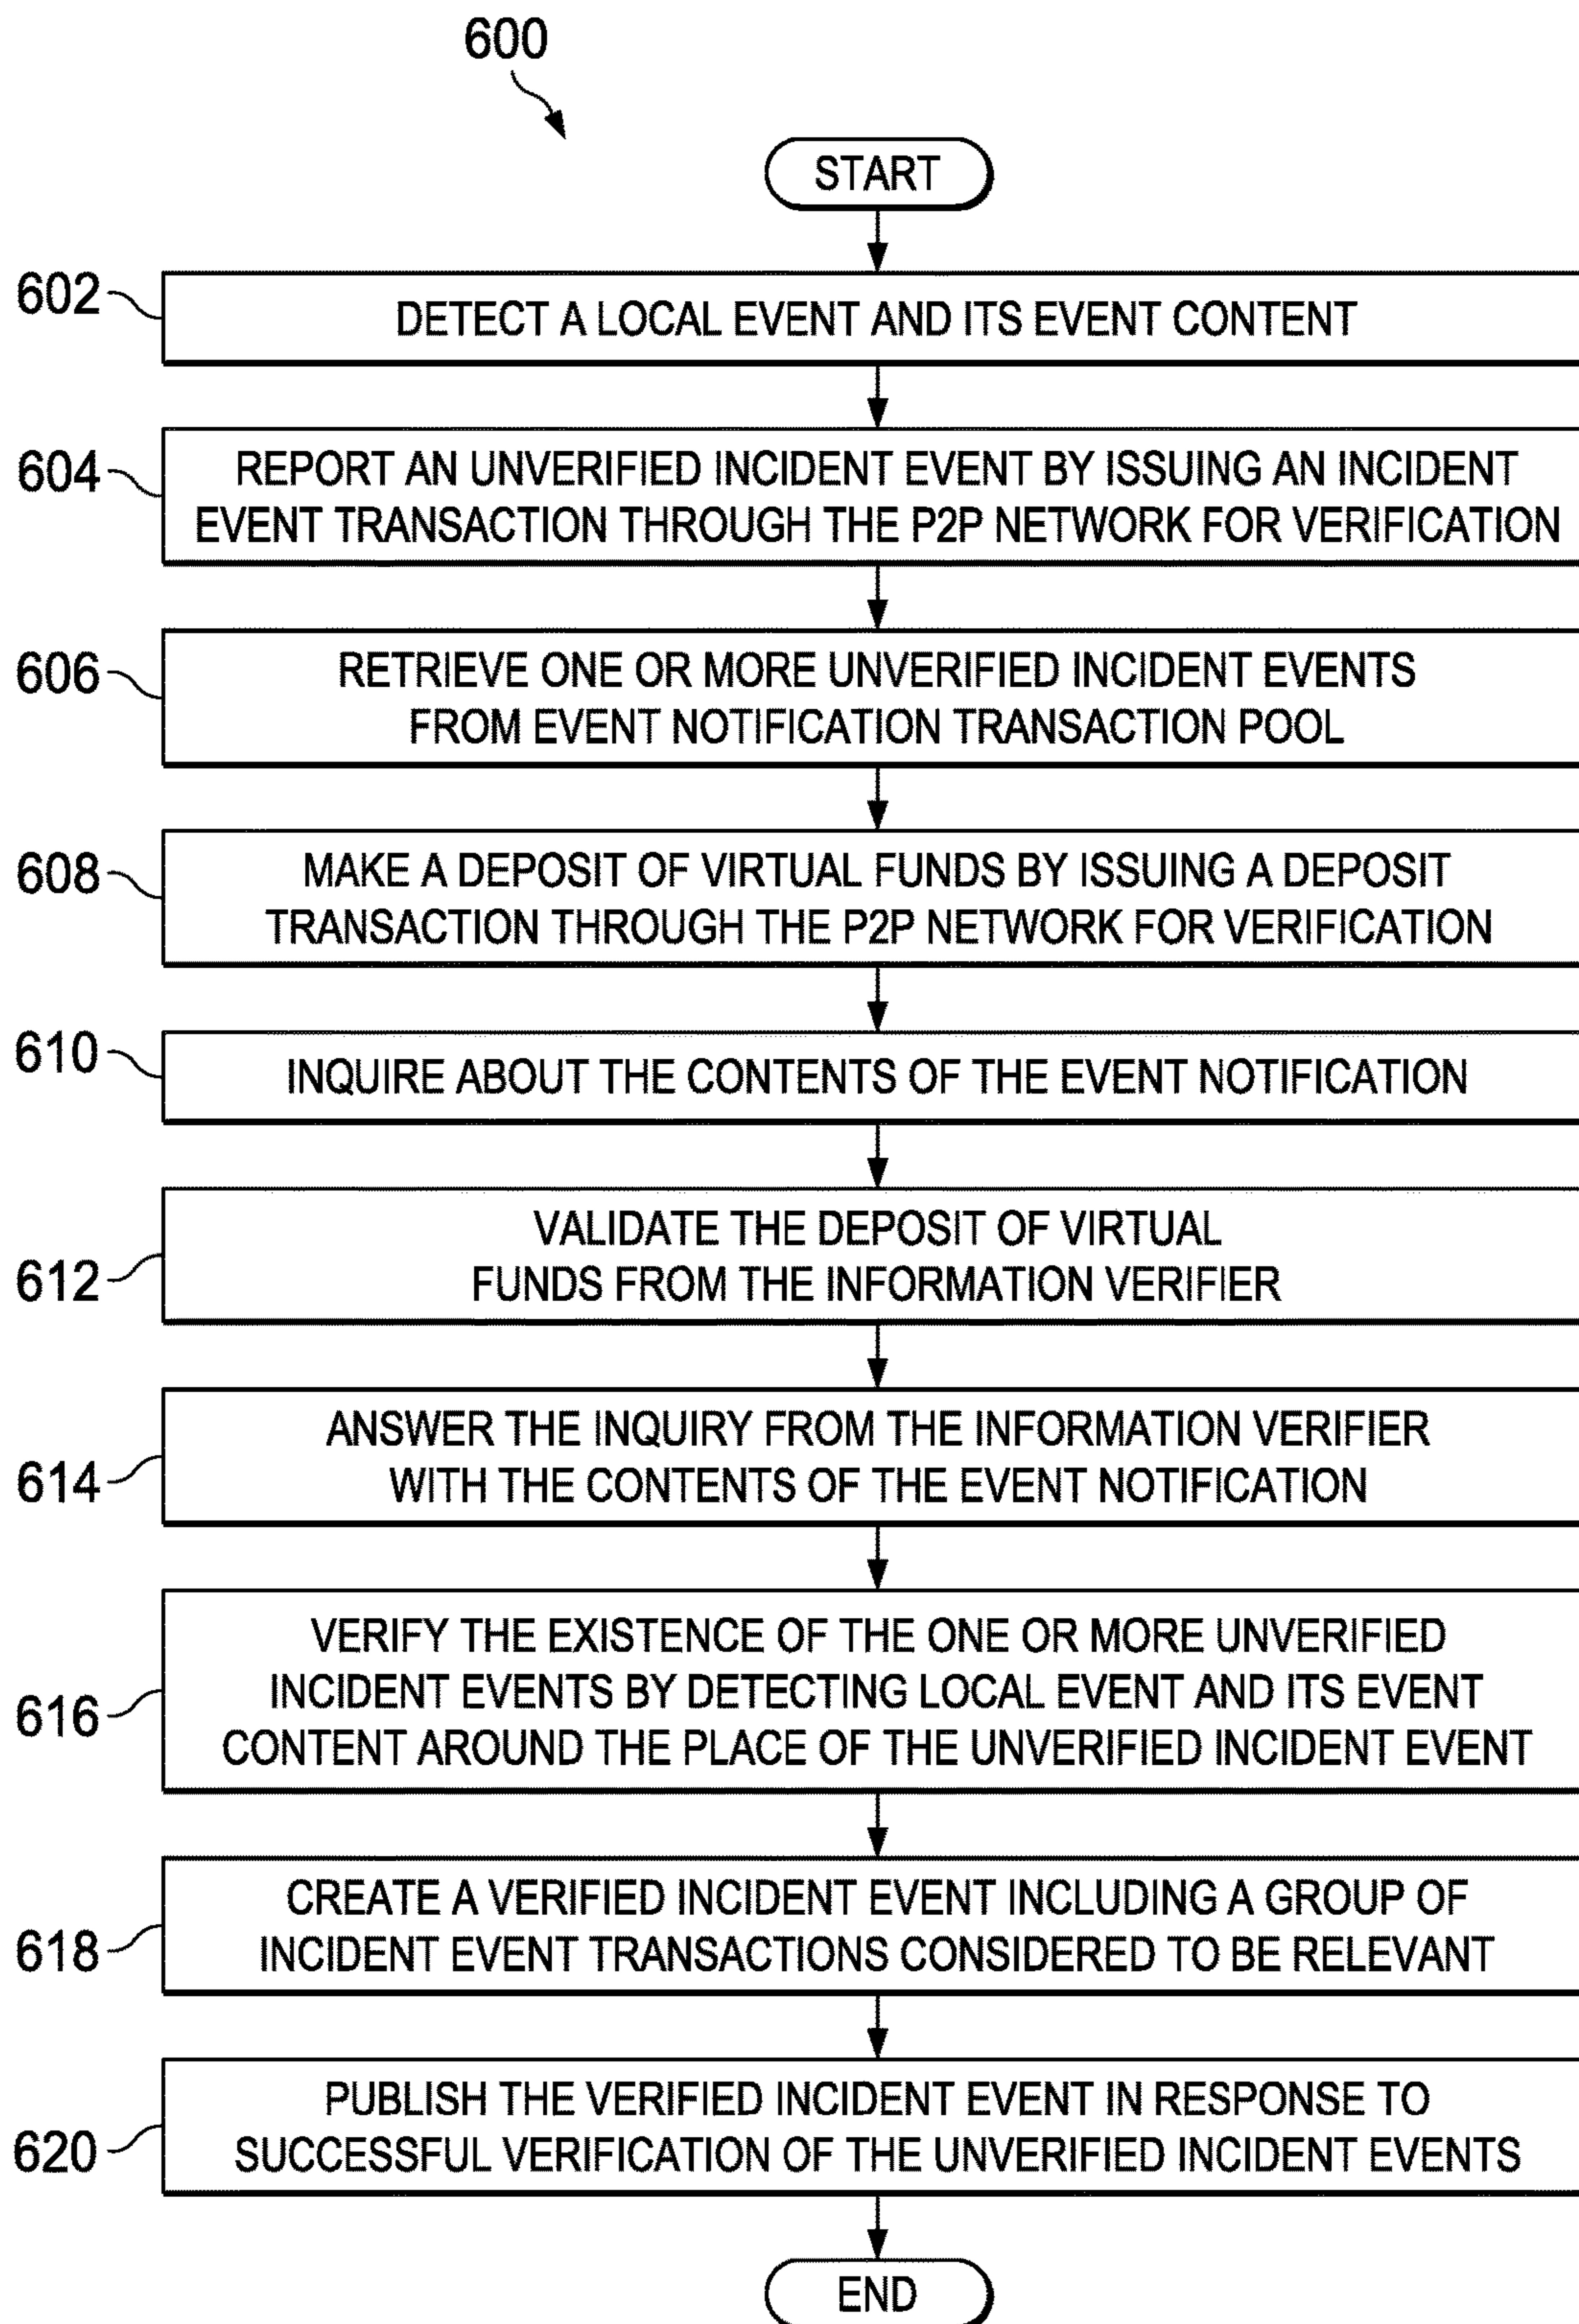 600
START
602
DETECT A LOCAL EVENT AND ITS EVENT CONTENT
604
REPORT AN UNVERIFIED INCIDENT EVENT BY ISSUING AN INCIDENT
EVENT TRANSACTION THROUGH THE P2P NETWORK FOR VERIFICATION
606
RETRIEVE ONE OR MORE UNVERIFIED INCIDENT EVENTS
FROM EVENT NOTIFICATION TRANSACTION POOL
608
MAKE A DEPOSIT OF VIRTUAL FUNDS BY ISSUING A DEPOSIT
TRANSACTION THROUGH THE P2P NETWORK FOR VERIFICATION
610
INQUIRE ABOUT THE CONTENTS OF THE EVENT NOTIFICATION
612
VALIDATE THE DEPOSIT OF VIRTUAL
FUNDS FROM THE INFORMATION VERIFIER
614
ANSWER THE INQUIRY FROM THE INFORMATION VERIFIER
WITH THE CONTENTS OF THE EVENT NOTIFICATION
616
VERIFY THE EXISTENCE OF THE ONE OR MORE UNVERIFIED
INCIDENT EVENTS BY DETECTING LOCAL EVENT AND ITS EVENT
CONTENT AROUND THE PLACE OF THE UNVERIFIED INCIDENT EVENT
618
CREATE A VERIFIED INCIDENT EVENT INCLUDING A GROUP OF
INCIDENT EVENT TRANSACTIONS CONSIDERED TO BE RELEVANT
620
PUBLISH THE VERIFIED INCIDENT EVENT IN RESPONSE TO
SUCCESSFUL VERIFICATION OF THE UNVERIFIED INCIDENT EVENTS
END